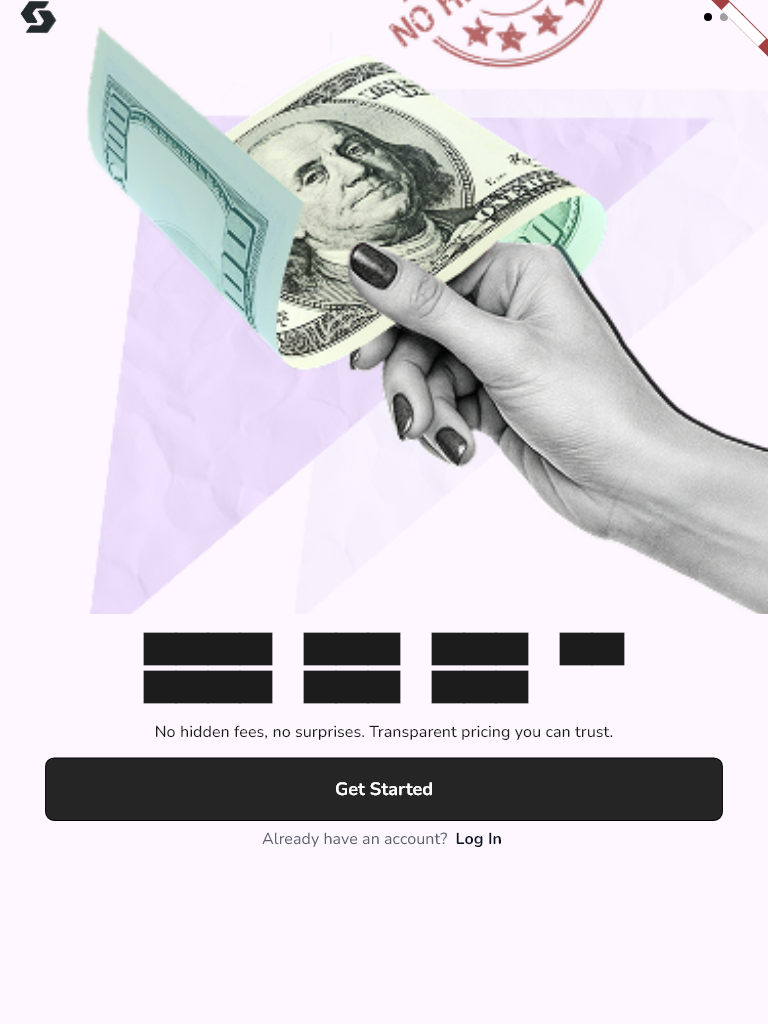 NO HI
No hidden fees, no surprises. Transparent pricing you can trust.
Get Started
Already have an account? Log In